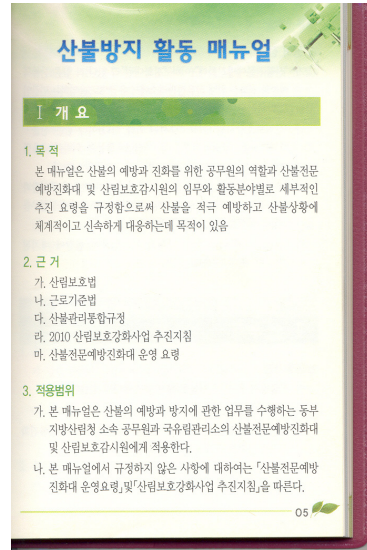 산불방지 활동 매뉴얼
Ⅰ 개 요
1. 목 적
본 매뉴얼은 산불의 예방과 진화를 위한 공무원의 역할과 산불전문
예방진화대 및 산림보호감시원의 임무와 활동분야별로 세부적인
추진 요령을 규정함으로써 산불을 적극 예방하고 산불상황에
체계적이고 신속하게 대응하는데 목적이 있음
2. 근 거
가. 산림보호법
나. 근로기준법
다. 산불관리통합규정
라. 2010 산림보호강화사업 추진지침
마. 산불전문예방진화대 운영 요령
3. 적용범위
가. 본 매뉴얼은 산불의 예방과 방지에 관한 업무를 수행하는 동부
지방산림청 소속 공무원과 국유림관리소의 산불전문예방진화대
및 산림보호감시원에게 적용한다.
나. 본 매뉴얼에서 규정하지 않은 사항에 대하여는 「산불전문예방
진화대 운영요령」및「산림보호강화사업 추진지침」을 따른다.
05